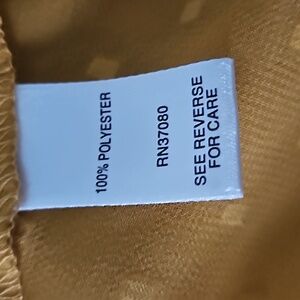 100% POLYESTER
RN37080
SEE REVERSE
FOR CARE